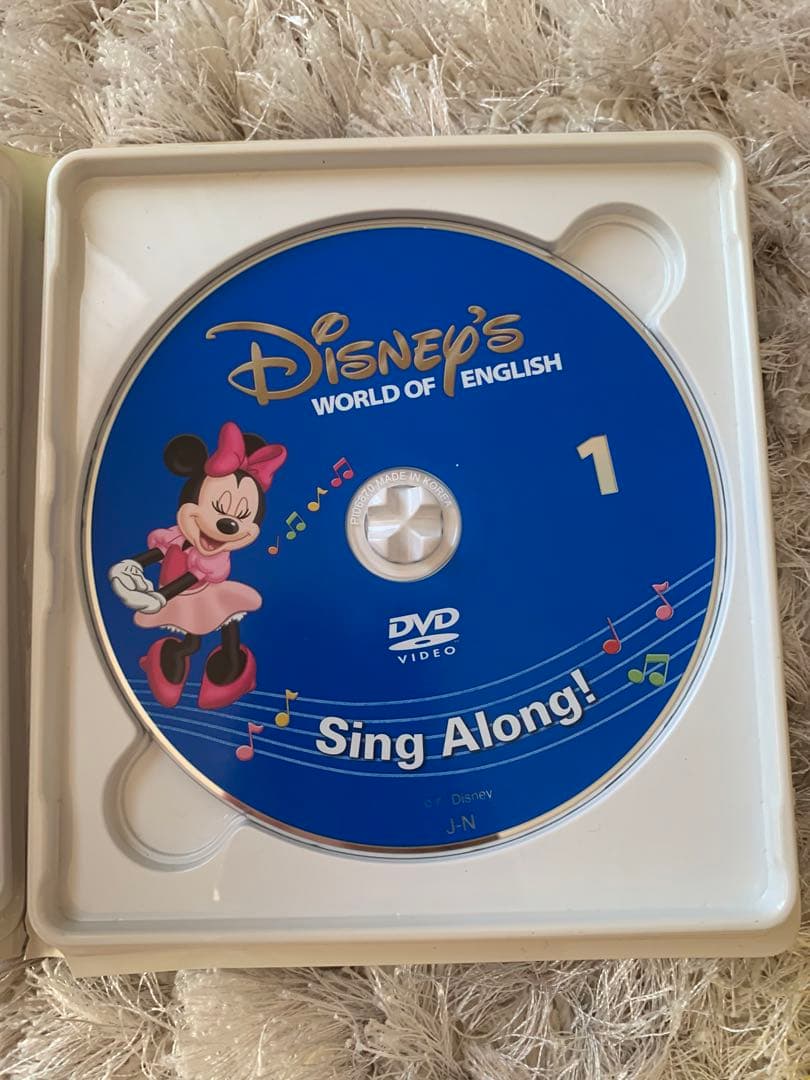 DISNEY'S
WORLD OF ENGLISH
1
MADE IN KOREA
DVD
VIDEO
Sing Along!
Disney
J-N